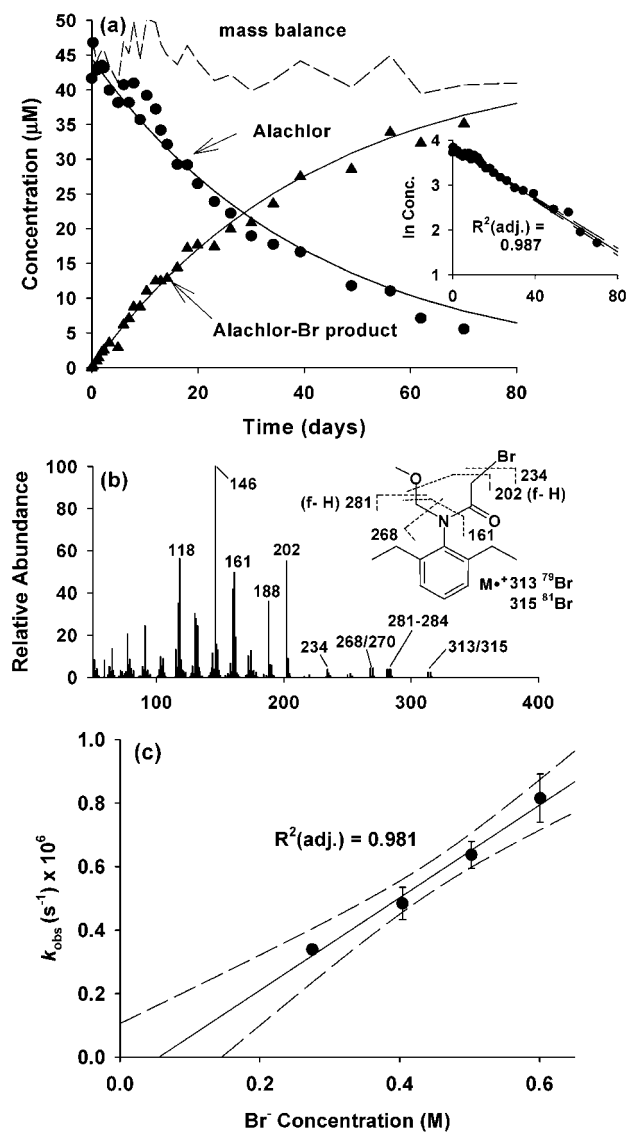 (a)
mass balance
Alachlor
Alachlor-Br product
Concentration (µM)
50
45
40
35
30
25
20
15
10
5
0
0 20 40 60 80
Time (days)
ln Conc.
4
3
2
1
R²(adj.) =
0.987
0 40 80
(b)
Relative Abundance
100
80
60
40
20
0
118
146
161
188
202
234
268/270
281-284
313/315
100 200 300 400
Br
O
N
O
234
202 (f- H)
(f- H) 281
268
161
M•+ 313 ⁷⁹Br
315 ⁸¹Br
(c)
R²(adj.) = 0.981
kobs (s⁻¹) x 10⁶
1.0
0.8
0.6
0.4
0.2
0.0
0.0 0.2 0.4 0.6
Br⁻ Concentration (M)